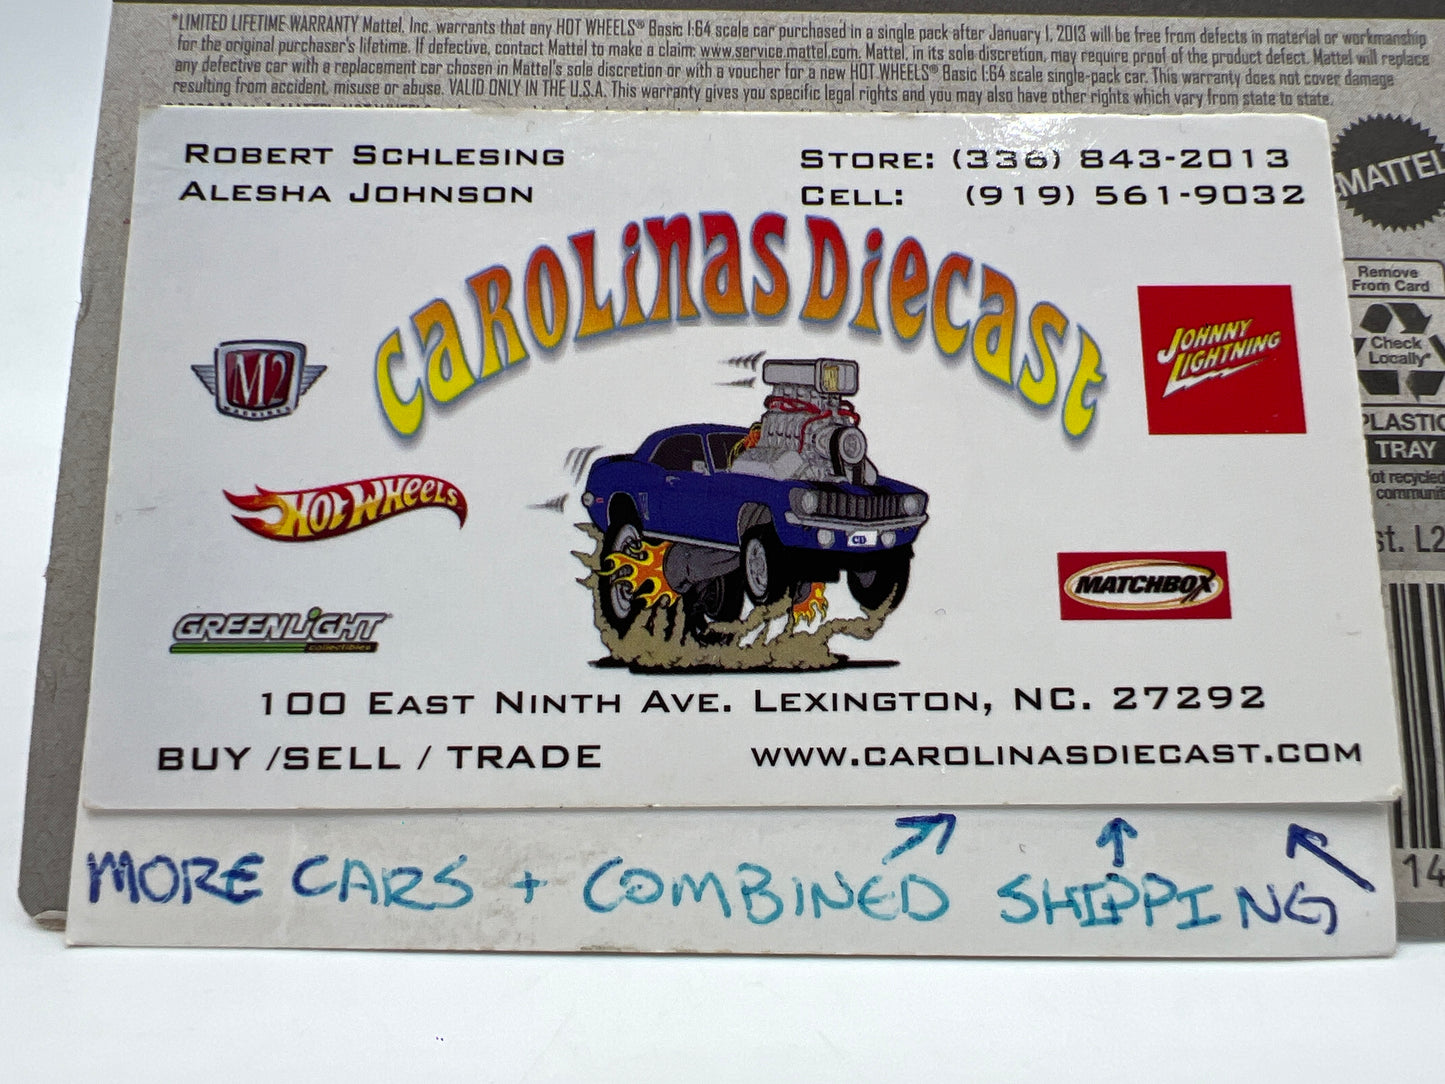 *LIMITED LIFETIME WARRANTY Mattel, Inc. warrants that any HOT WHEELS® Basic 1:64 scale car purchased in a single pack after January 1, 2013 will be free from defects in material or workmanship
for the original purchaser's lifetime. If defective, contact Mattel to make a claim: www.service.mattel.com. Mattel, in its sole discretion, may require proof of the product defect. Mattel will replace
any defective car with a replacement car chosen in Mattel's sole discretion or with a voucher for a new HOT WHEELS® Basic 1:64 scale single-pack car. This warranty does not cover damage
resulting from accident, misuse or abuse. VALID ONLY IN THE U.S.A. This warranty gives you specific legal rights and you may also have other rights which vary from state to state.
ROBERT SCHLESING
ALESHA JOHNSON
STORE: (336) 843-2013
CELL: (919) 561-9032
MATTEL
CAROLINAS DIECAST
Remove
From Card
Check
Locally*
PLASTIC
TRAY
JOHNNY
LIGHTNING
M2
MACHINES
HOT WHEELS
CD
MATCHBOX
GREENLIGHT
collectibles
100 EAST NINTH AVE. LEXINGTON, NC. 27292
BUY /SELL / TRADE
WWW.CAROLINASDIECAST.COM
MORE CARS + COMBINED SHIPPING
14